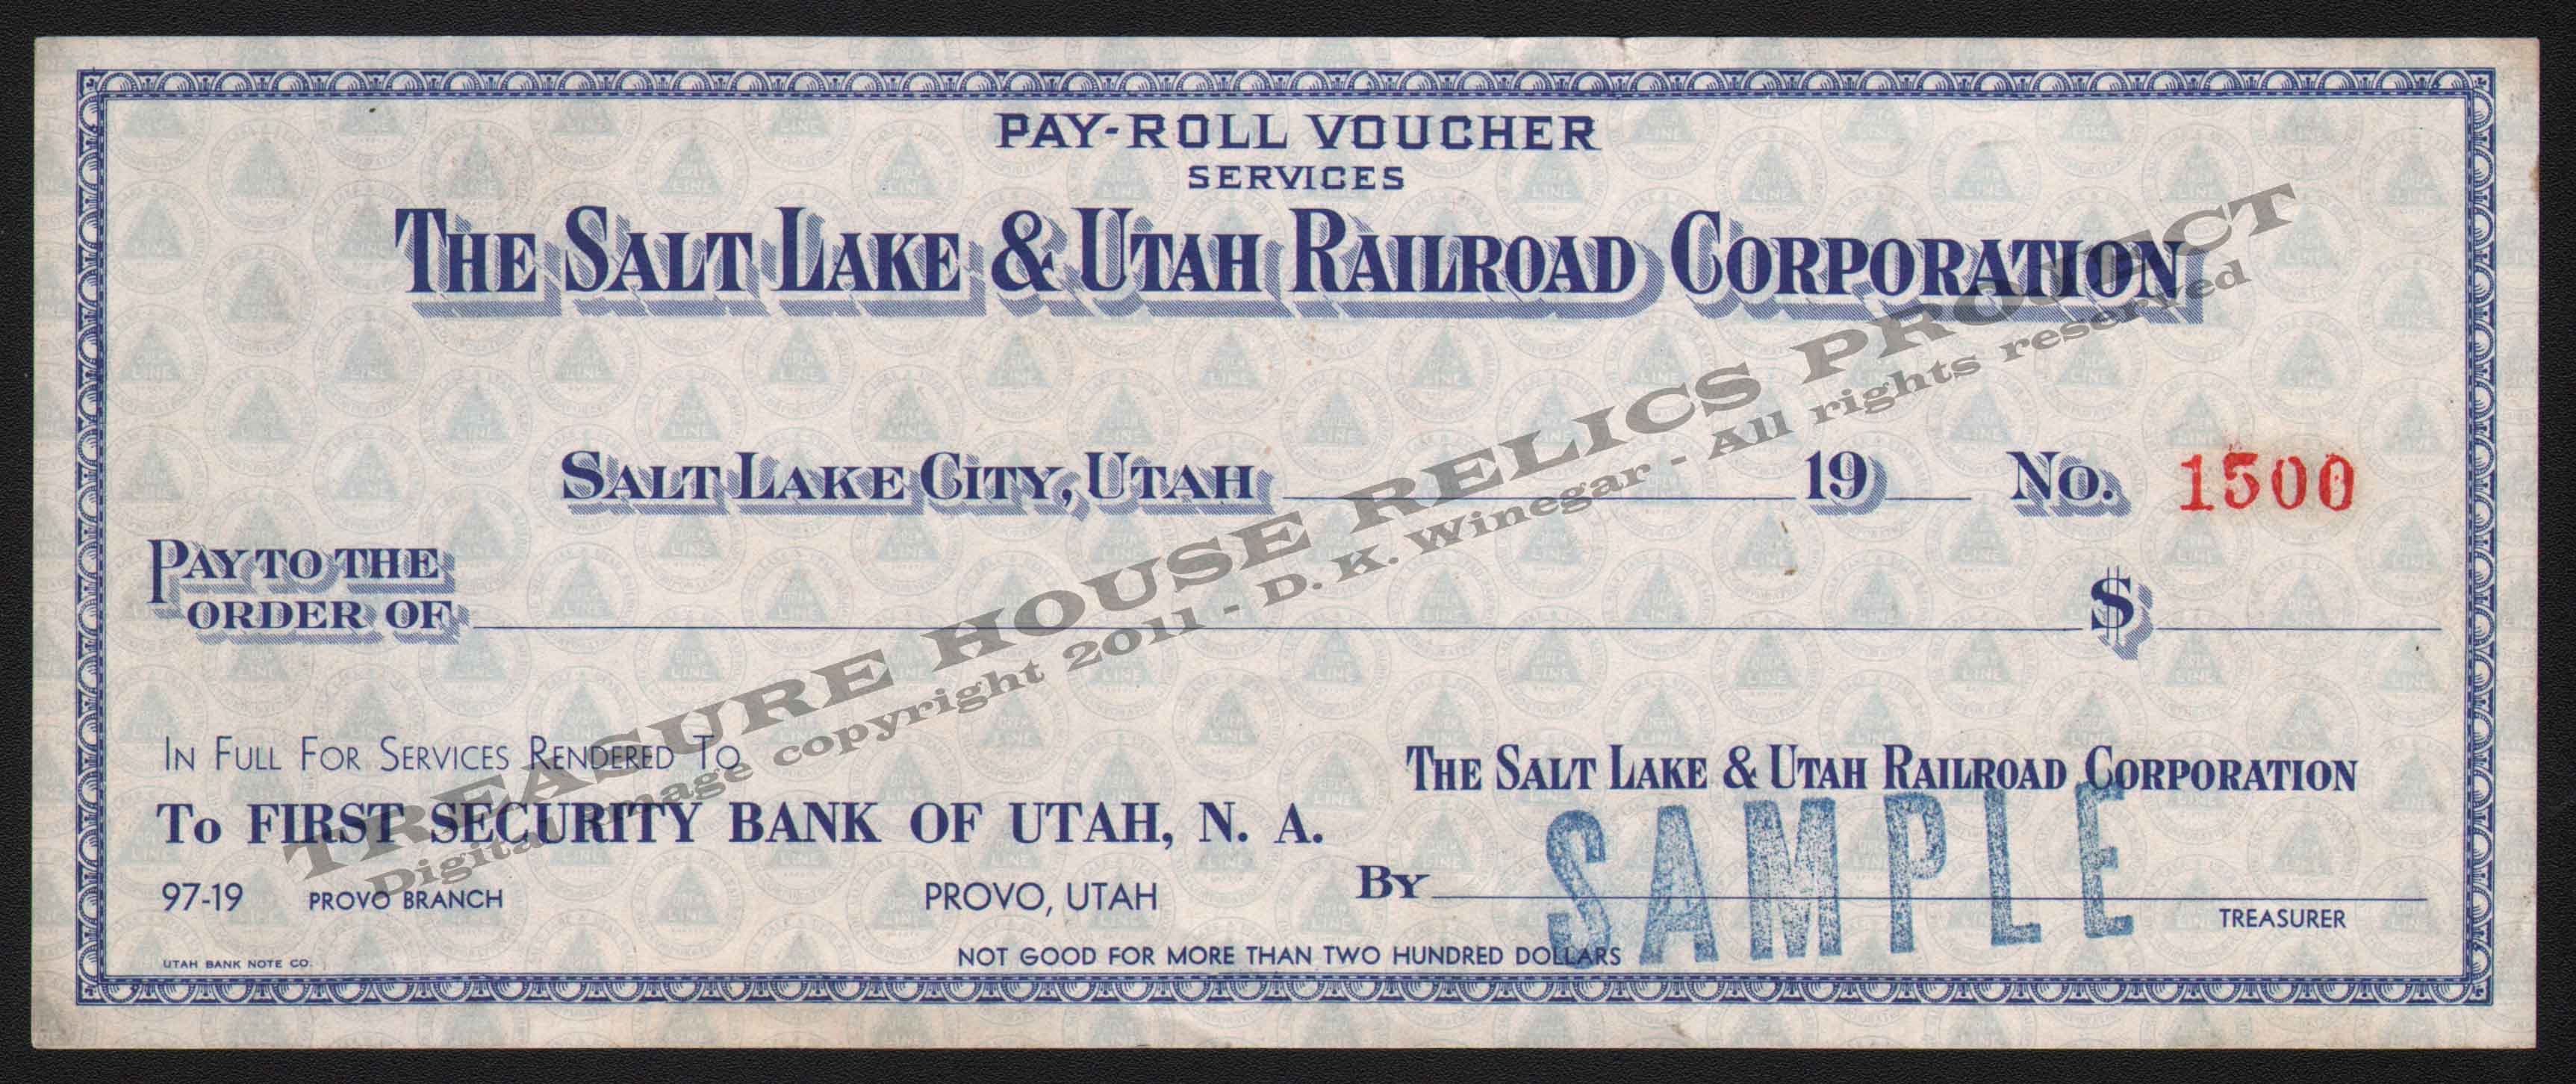 PAY-ROLL VOUCHER
SERVICES
THE SALT LAKE & UTAH RAILROAD CORPORATION
SALT LAKE CITY, UTAH 19 No. 1500
PAY TO THE
ORDER OF $
IN FULL FOR SERVICES RENDERED TO
THE SALT LAKE & UTAH RAILROAD CORPORATION
To FIRST SECURITY BANK OF UTAH, N. A.
SAMPLE
97-19 PROVO BRANCH PROVO, UTAH BY
TREASURER
NOT GOOD FOR MORE THAN TWO HUNDRED DOLLARS
UTAH BANK NOTE CO.
TREASURE HOUSE RELICS PROJECT
Digital image copyright 2011 - D. K. Winegar - All rights reserved